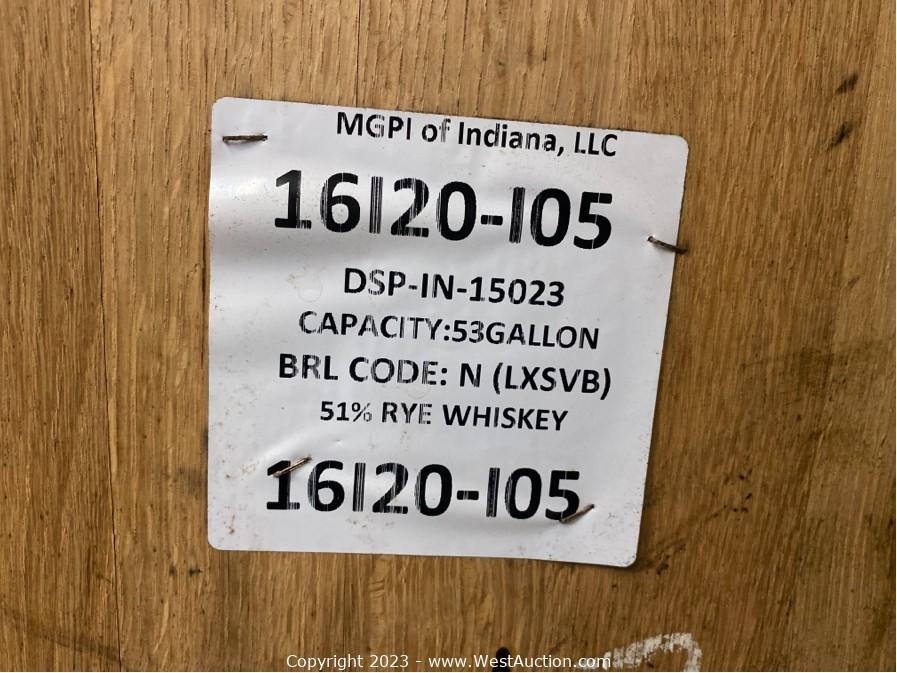 MGPI of Indiana, LLC
16I20-I05
DSP-IN-15023
CAPACITY:53GALLON
BRL CODE: N (LXSVB)
51% RYE WHISKEY
16I20-I05
Copyright 2023 - www.WestAuction.com